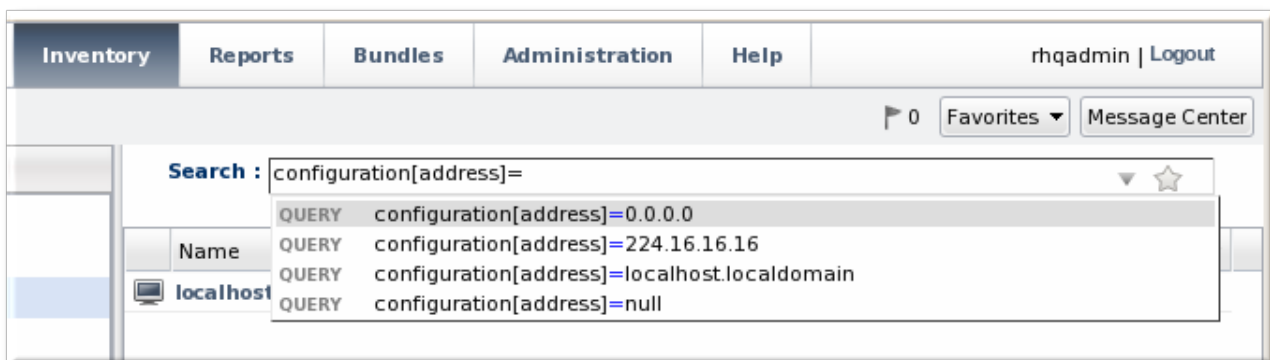 Inventory Reports Bundles Administration Help rhqadmin | Logout
0 Favorites Message Center
Search : configuration[address]=
QUERY configuration[address]=0.0.0.0
Name QUERY configuration[address]=224.16.16.16
QUERY configuration[address]=localhost.localdomain
localhost QUERY configuration[address]=null